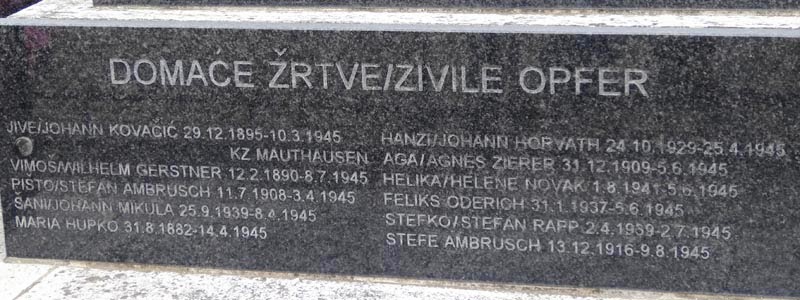 DOMAĆE ŽRTVE/ZIVILE OPFER
JIVE/JOHANN KOVAČIĆ 29.12.1895-10.3.1945
KZ MAUTHAUSEN
VIMOS/WILHELM GERSTNER 12.2.1890-8.7.1945
PISTO/STEFAN AMBRUSCH 11.7.1908-3.4.1945
SANI/JOHANN MIKULA 25.9.1939-8.4.1945
MARIA HUPKO 31.8.1882-14.4.1945
HANZI/JOHANN HORVATH 24.10.1929-25.4.1945
AGA/AGNES ZIERER 31.12.1909-5.6.1945
HELIKA/HELENE NOVAK 1.8.1941-5.6.1945
FELIKS ODERICH 31.1.1937-5.6.1945
STEFKO/STEFAN RAPP 2.4.1939-2.7.1945
STEFE AMBRUSCH 13.12.1916-9.8.1945